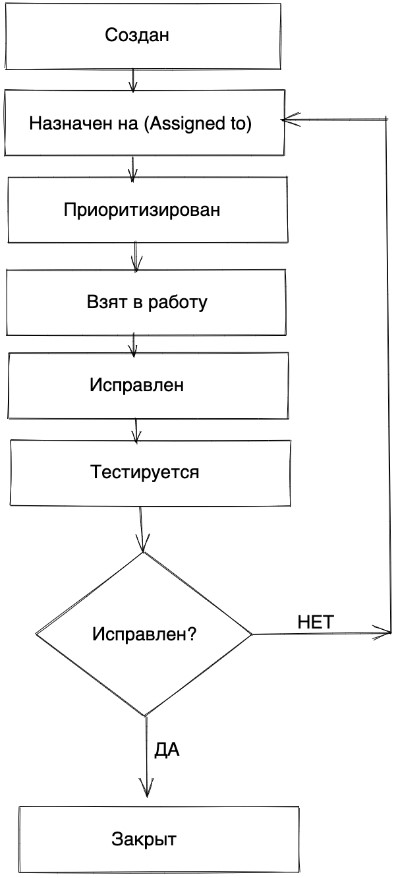 Создан
Назначен на (Assigned to)
Приоритизирован
Взят в работу
Исправлен
Тестируется
Исправлен?
НЕТ
ДА
Закрыт